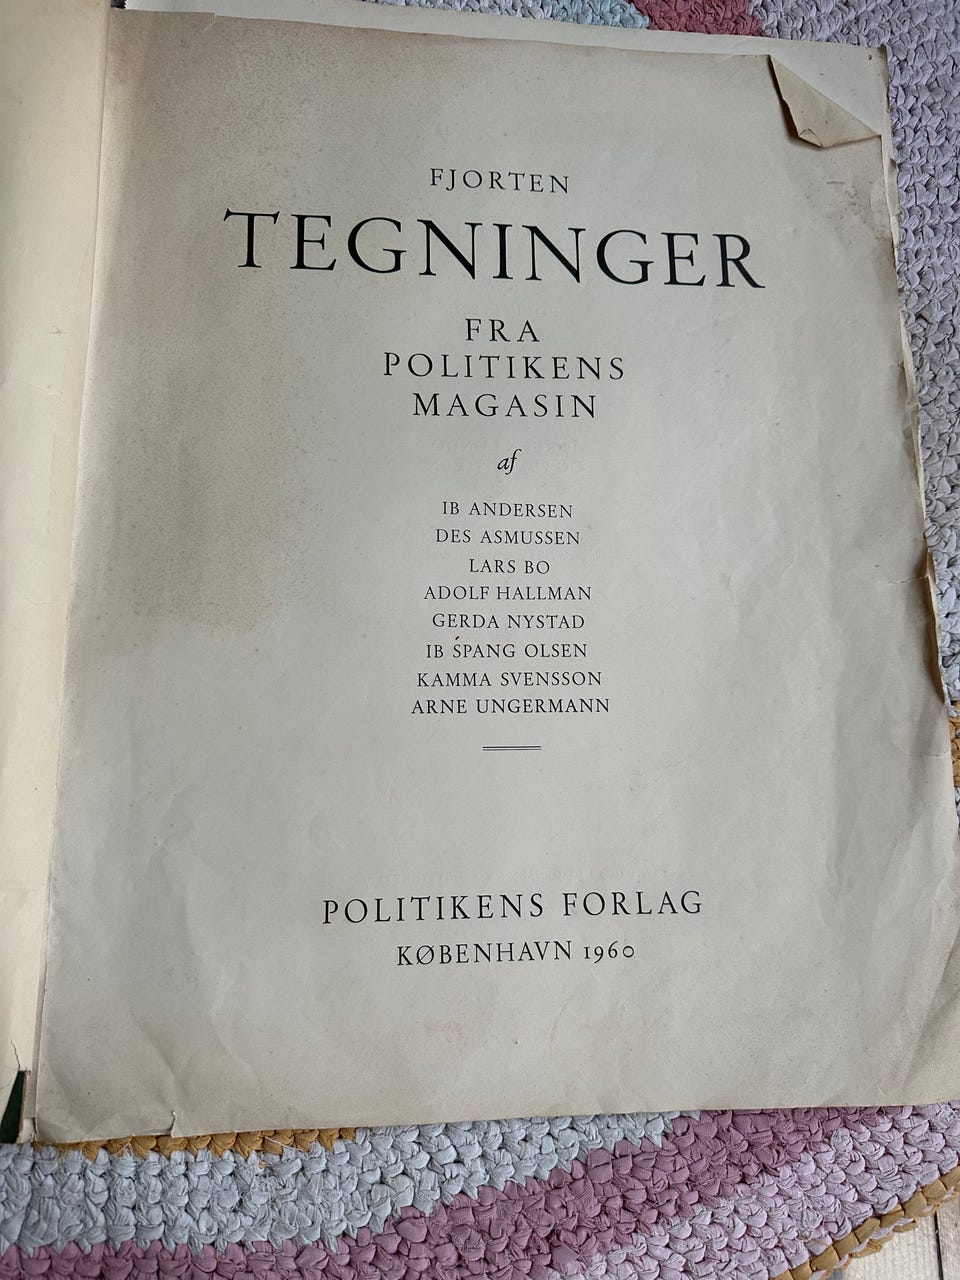 FJORTEN
TEGNINGER
FRA
POLITIKENS
MAGASIN
af
IB ANDERSEN
DES ASMUSSEN
LARS BO
ADOLF HALLMAN
GERDA NYSTAD
IB SPANG OLSEN
KAMMA SVENSSON
ARNE UNGERMANN
POLITIKENS FORLAG
KØBENHAVN 1960